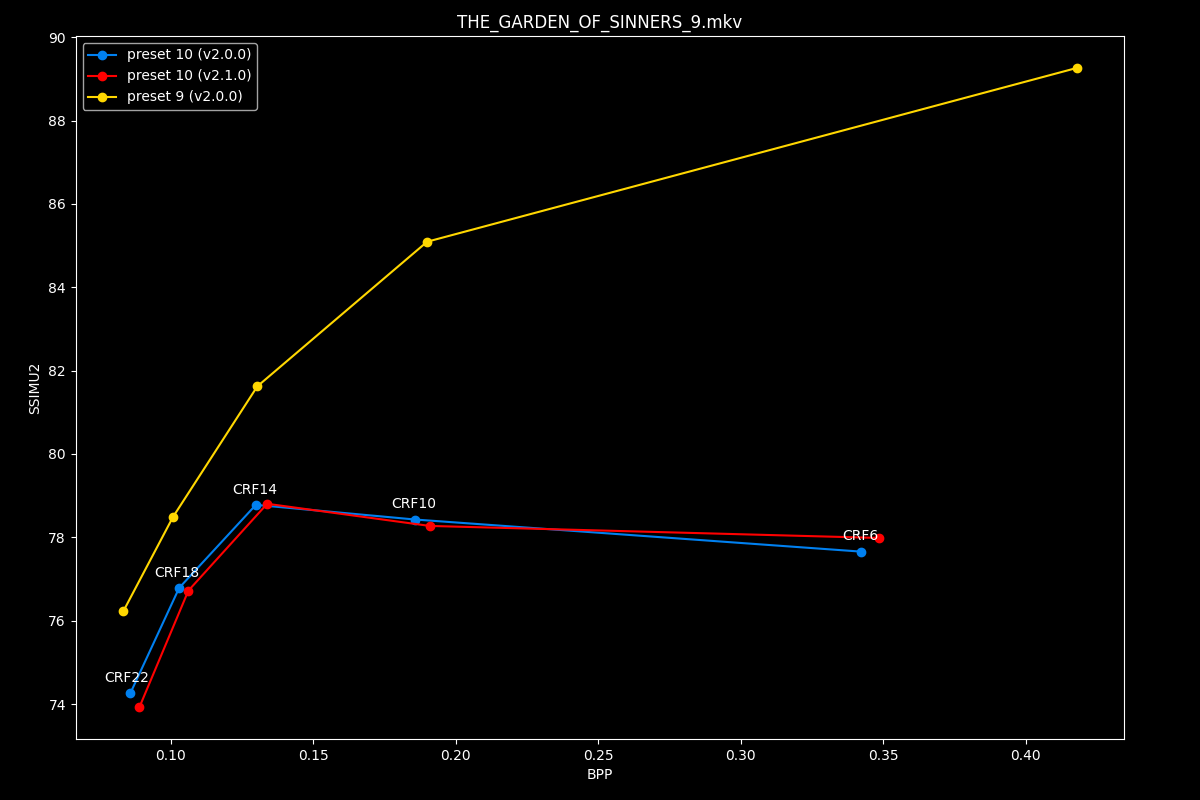 THE_GARDEN_OF_SINNERS_9.mkv
90
88
86
84
82
80
78
76
74
SSIMU2
preset 10 (v2.0.0)
preset 10 (v2.1.0)
preset 9 (v2.0.0)
CRF14
CRF10
CRF6
CRF18
CRF22
0.10 0.15 0.20 0.25 0.30 0.35 0.40
BPP